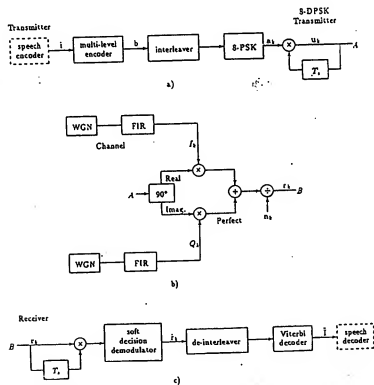 Transmitter
8-DPSK
Transmitter
speech encoder
i
multi-level encoder
b
interleaver
8-PSK
a_k
×
u_k
A
T_s
a)
WGN
FIR
Channel
I_k
×
Real
A
90°
Imag.
×
Perfect
+
÷
r_k
B
n_k
Q_k
WGN
FIR
b)
Receiver
B
r_k
×
T_s
soft decision demodulator
r̂_k
de-interleaver
Viterbi decoder
î
speech decoder
c)